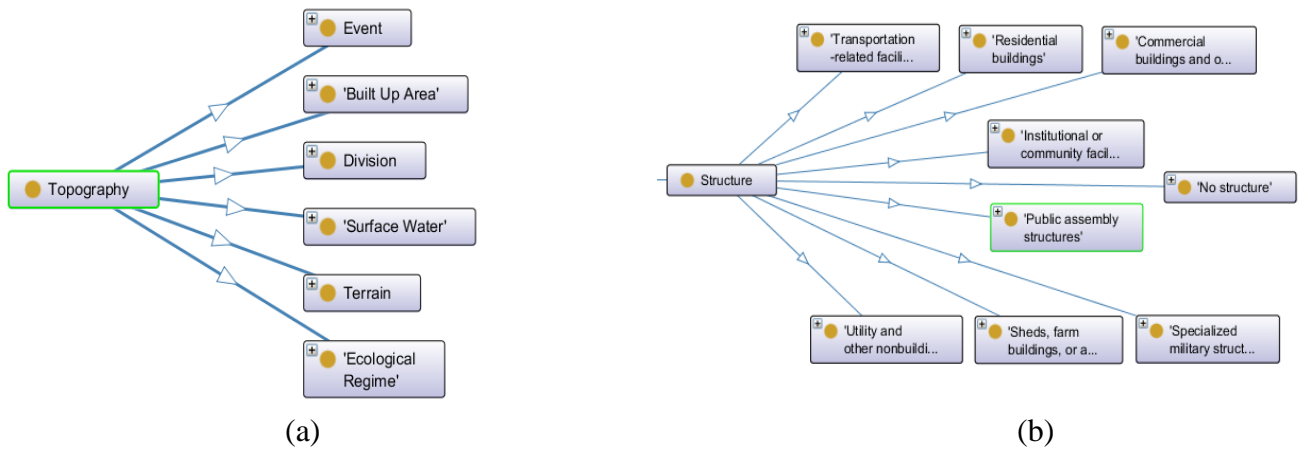 Event
'Built Up Area'
Division
Topography
'Surface Water'
Terrain
'Ecological
Regime'
(a)
'Transportation
-related facili...
'Residential
buildings'
'Commercial
buildings and o...
'Institutional or
community facil...
Structure
'No structure'
'Public assembly
structures'
'Utility and
other nonbuildi...
'Sheds, farm
buildings, or a...
'Specialized
military struct...
(b)